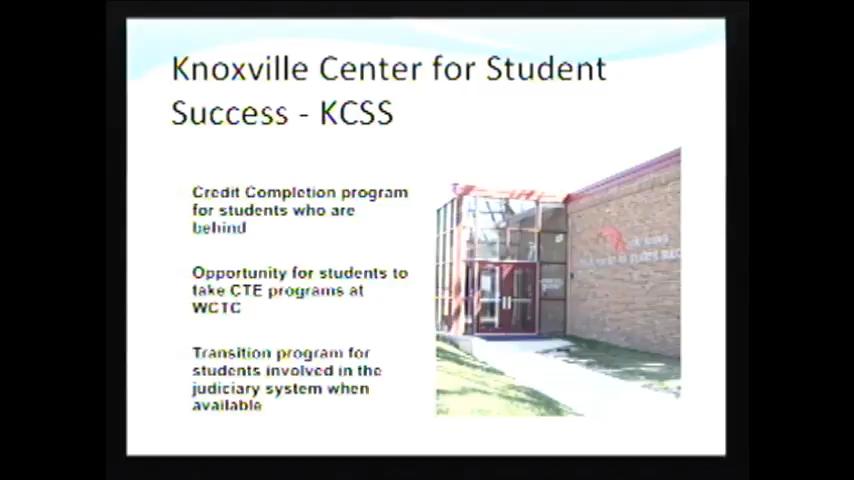 Knoxville Center for Student
Success - KCSS
Credit Completion program
for students who are
behind
Opportunity for students to
take CTE programs at
WCTC
Transition program for
students involved in the
judiciary system when
available